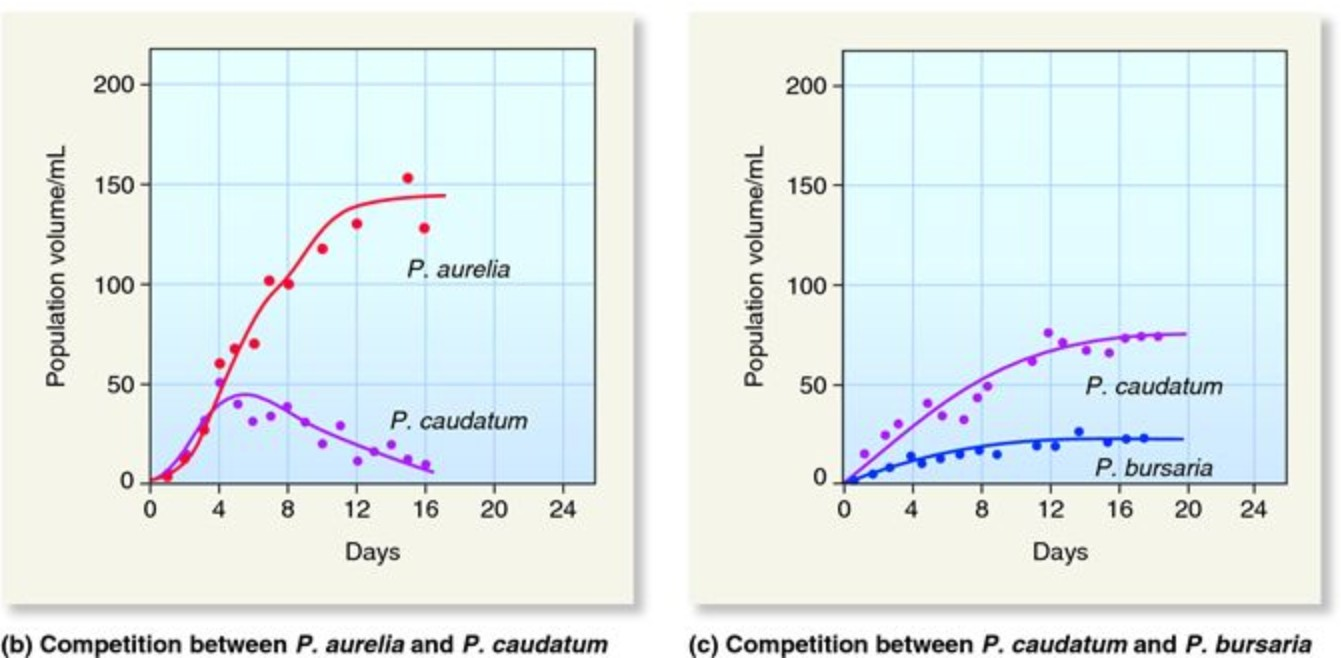 200
150
100
50
0
Population volume/mL
P. aurelia
P. caudatum
0 4 8 12 16 20 24
Days
(b) Competition between P. aurelia and P. caudatum
200
150
100
50
0
Population volume/mL
P. caudatum
P. bursaria
0 4 8 12 16 20 24
Days
(c) Competition between P. caudatum and P. bursaria